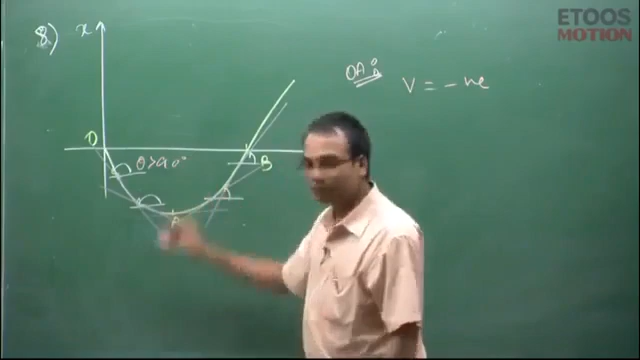 8)
x
O
θ>90°
B
A
OA :
V = -ve
ETOOS
MOTION